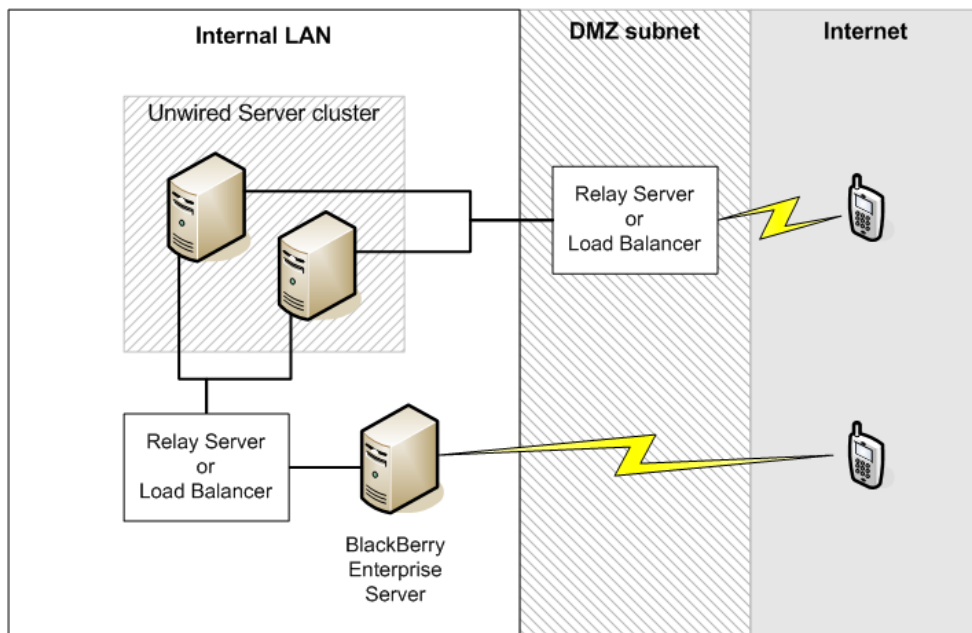 Internal LAN
DMZ subnet
Internet
Unwired Server cluster
Relay Server
or
Load Balancer
Relay Server
or
Load Balancer
BlackBerry
Enterprise
Server